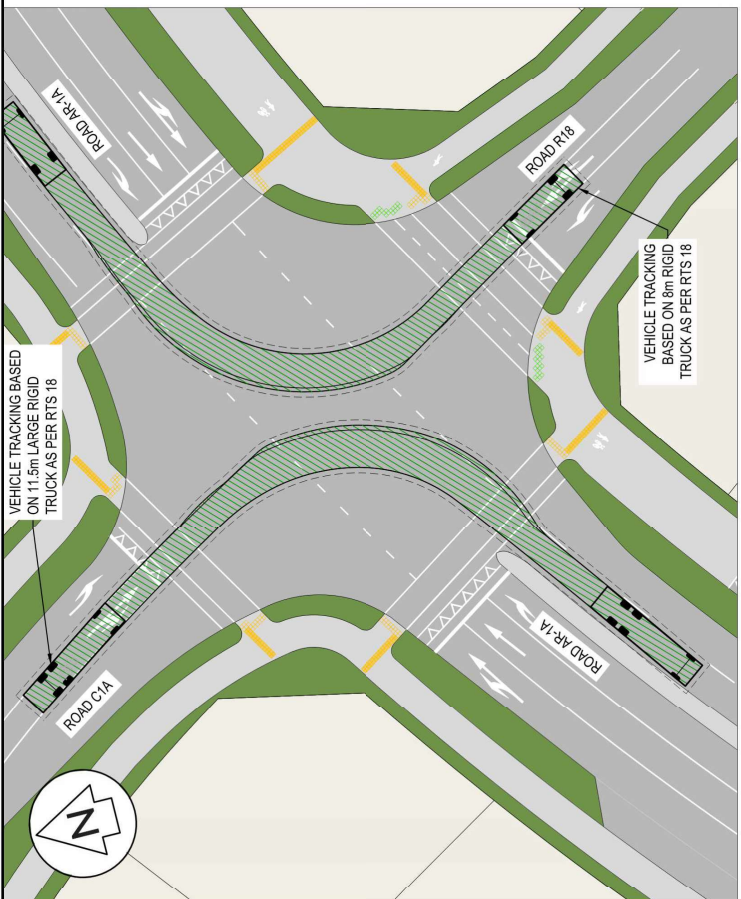 ROAD AR-1A
ROAD R18
VEHICLE TRACKING BASED
ON 11.5m LARGE RIGID
TRUCK AS PER RTS 18
VEHICLE TRACKING
BASED ON 8m RIGID
TRUCK AS PER RTS 18
ROAD C1A
ROAD AR-1A
N